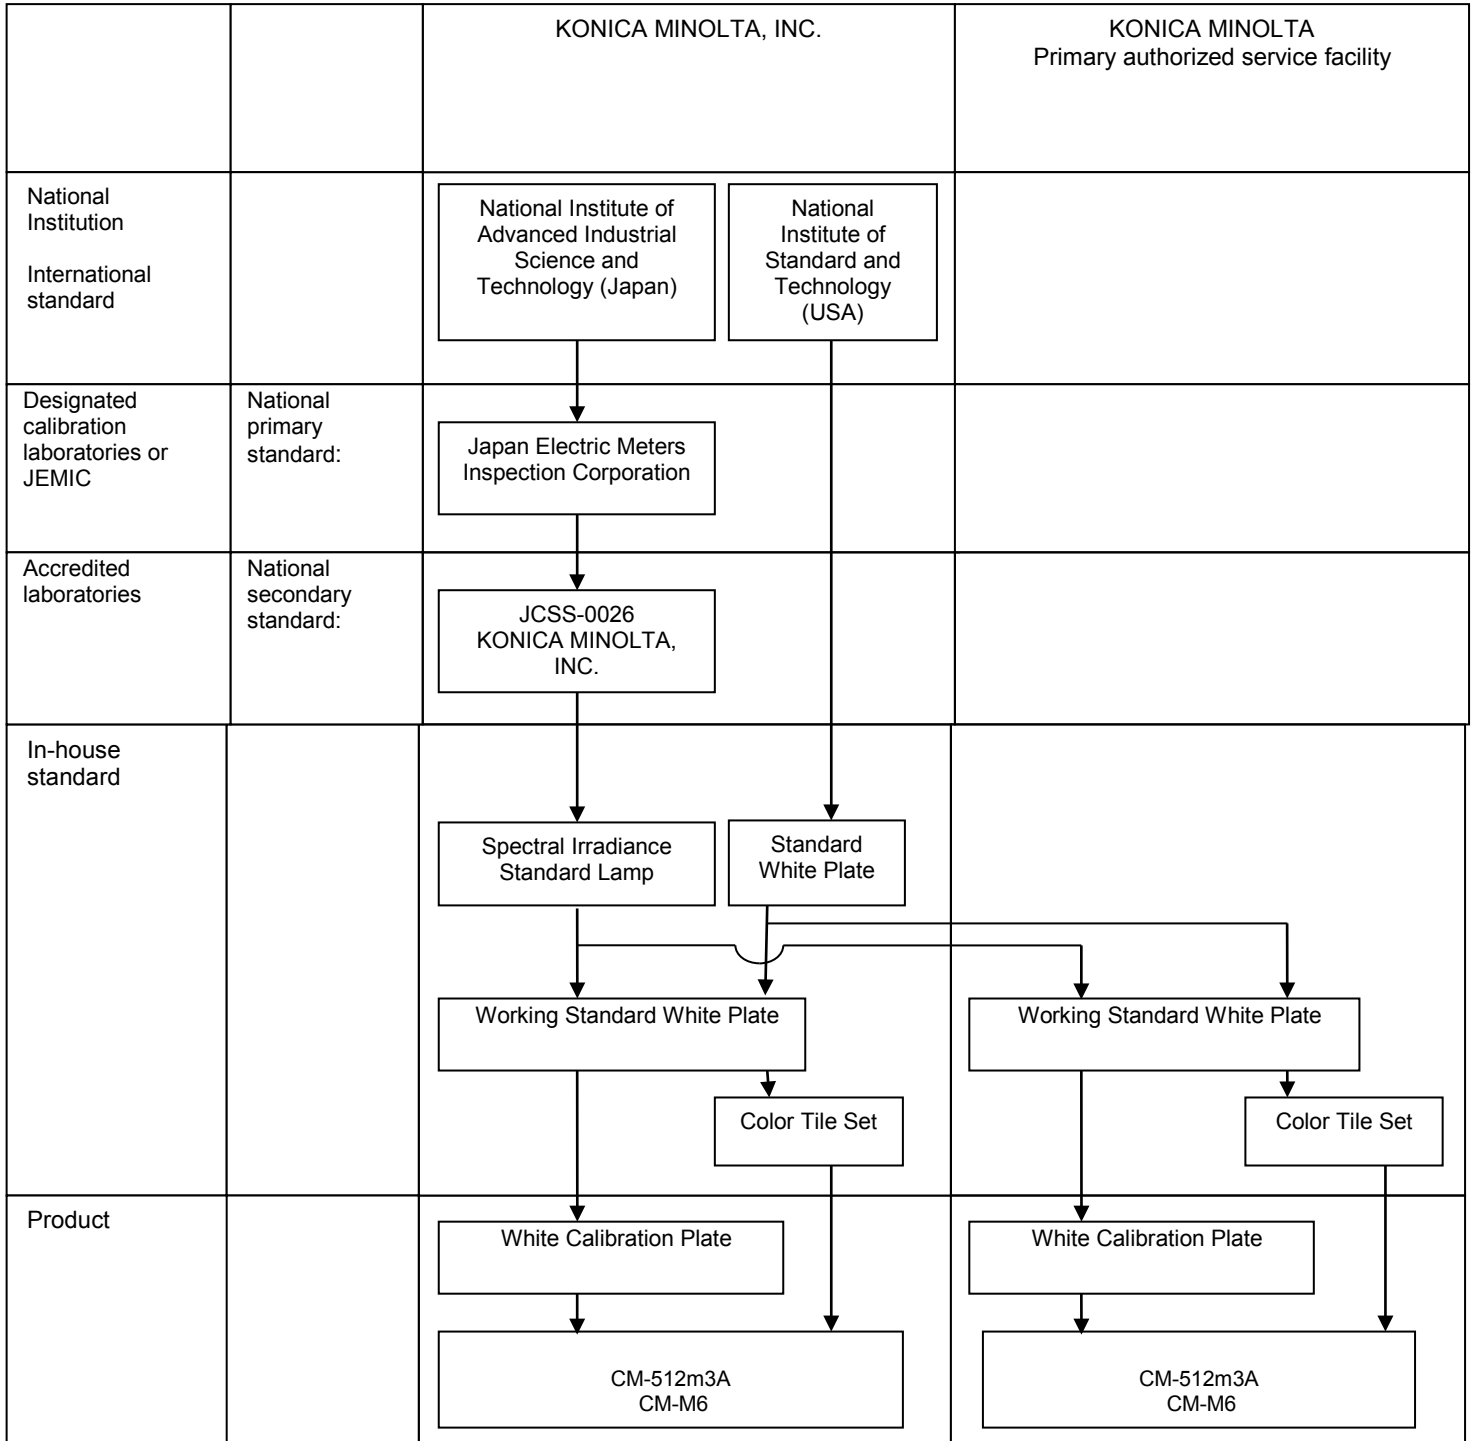 KONICA MINOLTA, INC.
KONICA MINOLTA
Primary authorized service facility
National
Institution
International
standard
National Institute of
Advanced Industrial
Science and
Technology (Japan)
National
Institute of
Standard and
Technology
(USA)
Designated
calibration
laboratories or
JEMIC
National
primary
standard:
Japan Electric Meters
Inspection Corporation
Accredited
laboratories
National
secondary
standard:
JCSS-0026
KONICA MINOLTA,
INC.
In-house
standard
Spectral Irradiance
Standard Lamp
Standard
White Plate
Working Standard White Plate
Working Standard White Plate
Color Tile Set
Color Tile Set
Product
White Calibration Plate
White Calibration Plate
CM-512m3A
CM-M6
CM-512m3A
CM-M6